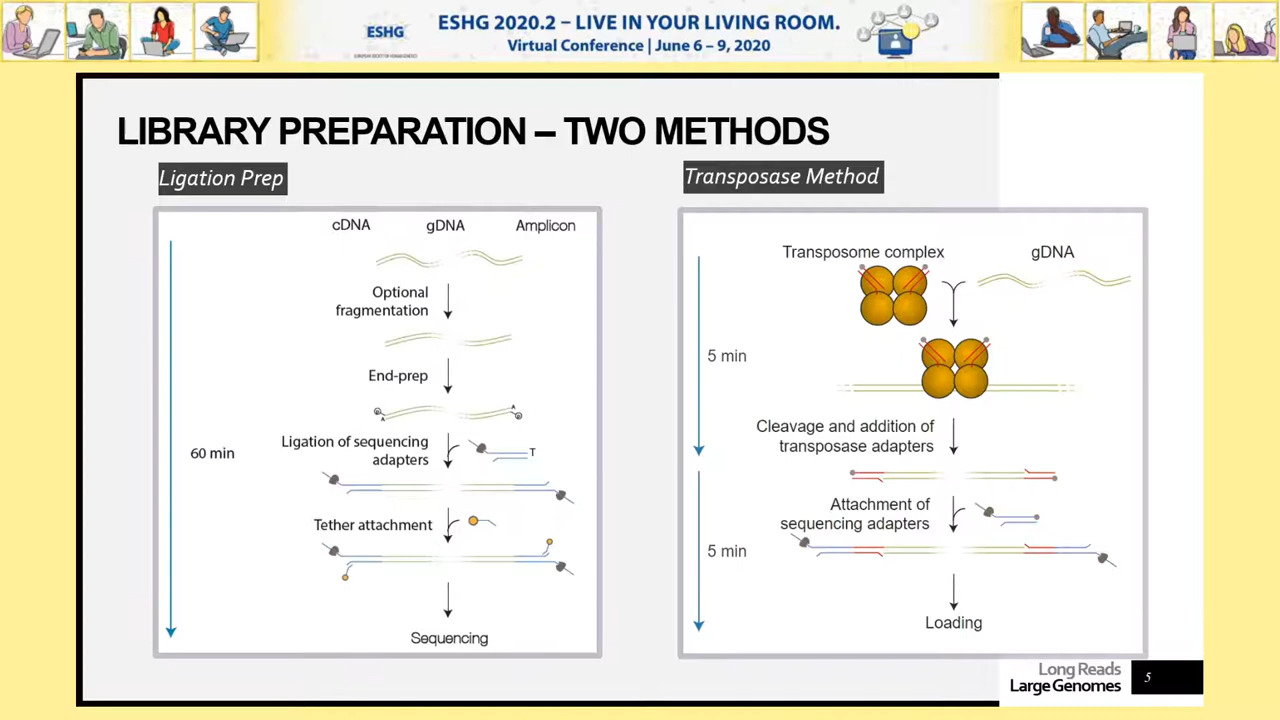 ESHG
ESHG 2020.2 – LIVE IN YOUR LIVING ROOM.
Virtual Conference | June 6 – 9, 2020
LIBRARY PREPARATION – TWO METHODS
Ligation Prep
cDNA gDNA Amplicon
Optional
fragmentation
End-prep
A
A
Ligation of sequencing
adapters
T
60 min
Tether attachment
Sequencing
Transposase Method
Transposome complex gDNA
5 min
Cleavage and addition of
transposase adapters
Attachment of
sequencing adapters
5 min
Loading
Long Reads
Large Genomes
5